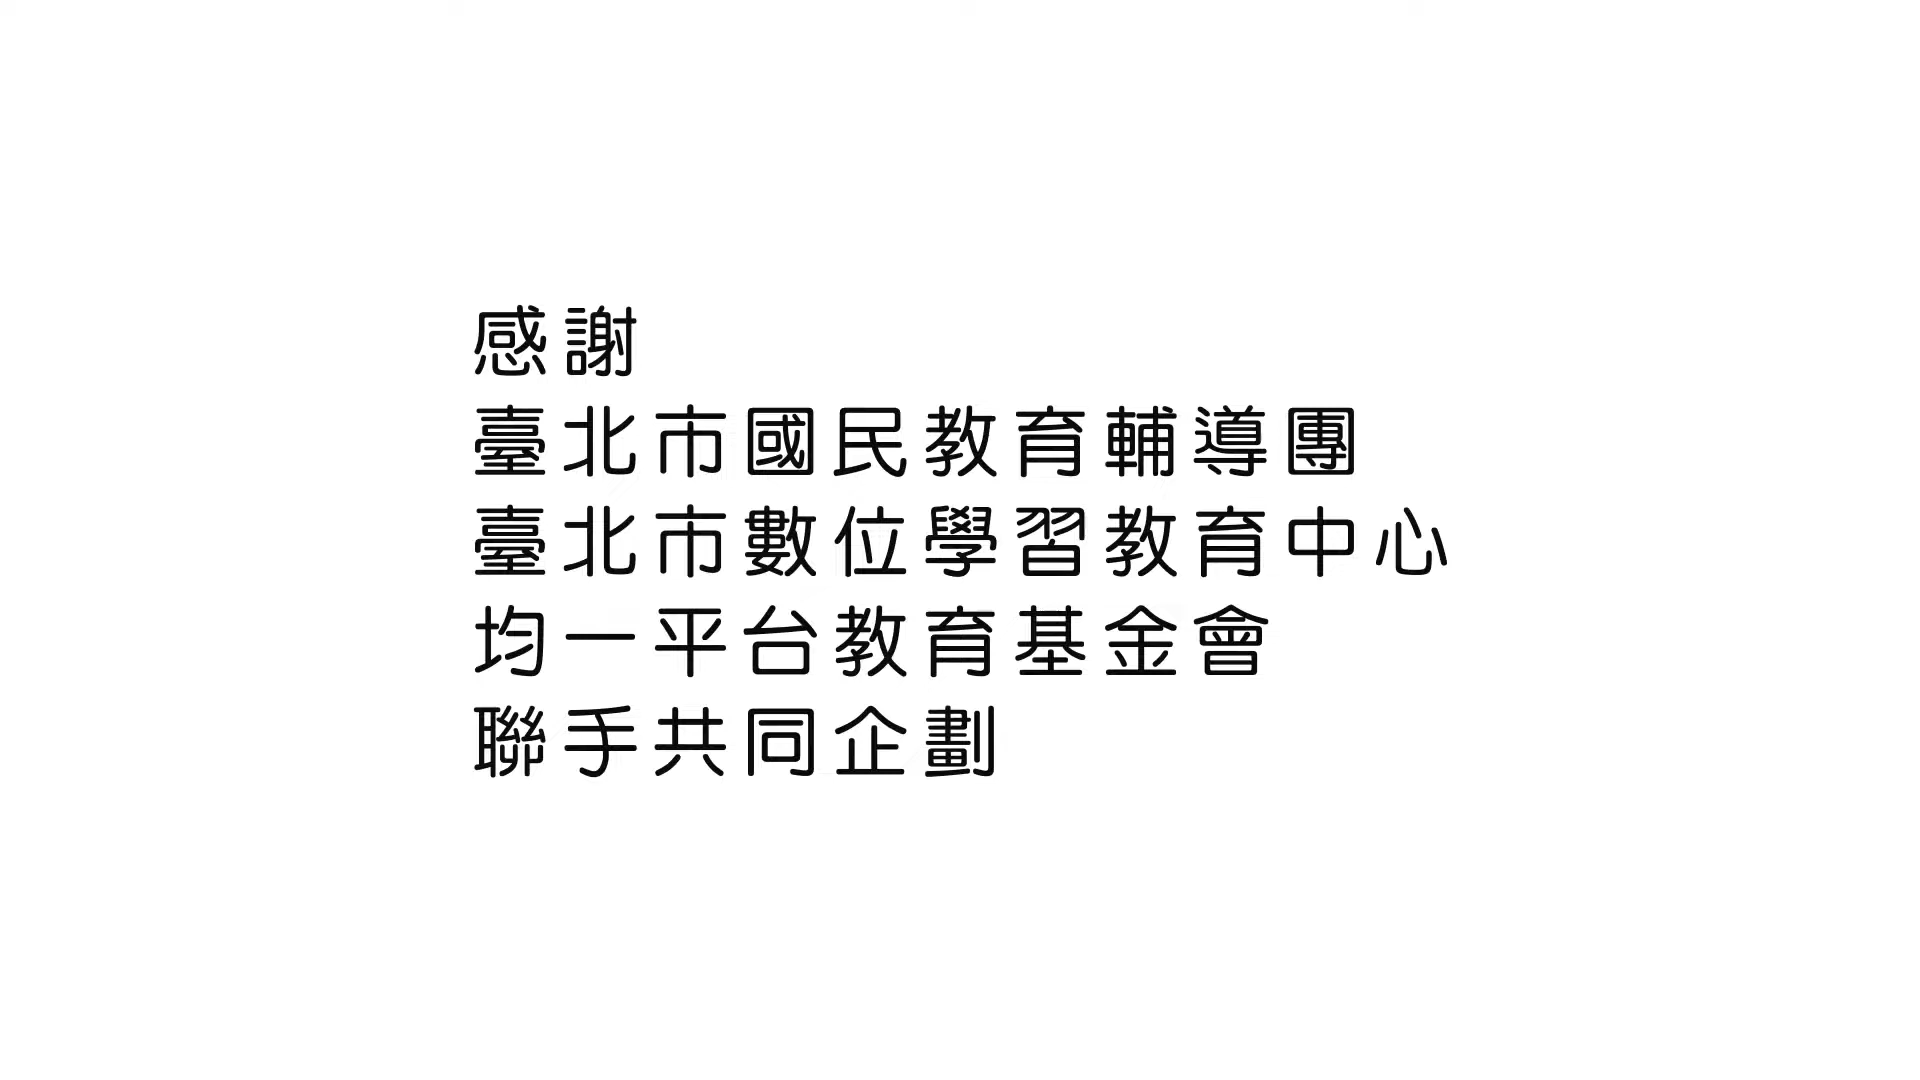 感謝
臺北市國民教育輔導團
臺北市數位學習教育中心
均一平台教育基金會
聯手共同企劃